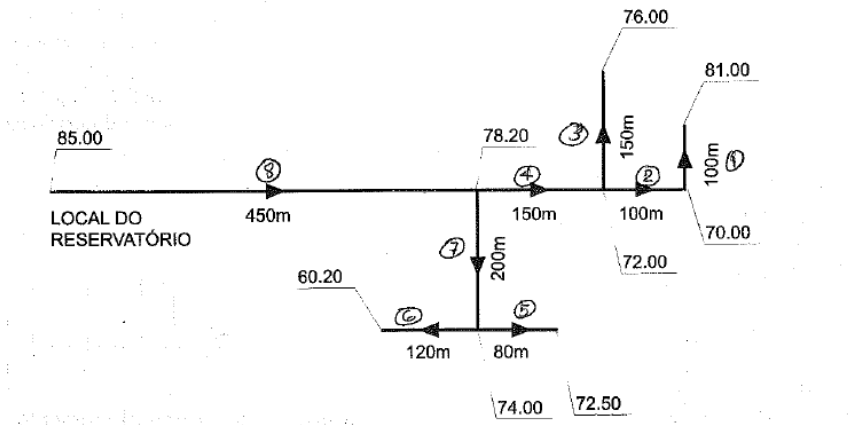 76.00
81.00
85.00
78.20
③
150m
100m
①
⑧
④
②
450m
150m
100m
LOCAL DO
RESERVATÓRIO
70.00
⑦
200m
72.00
60.20
⑥
⑤
120m
80m
74.00
72.50